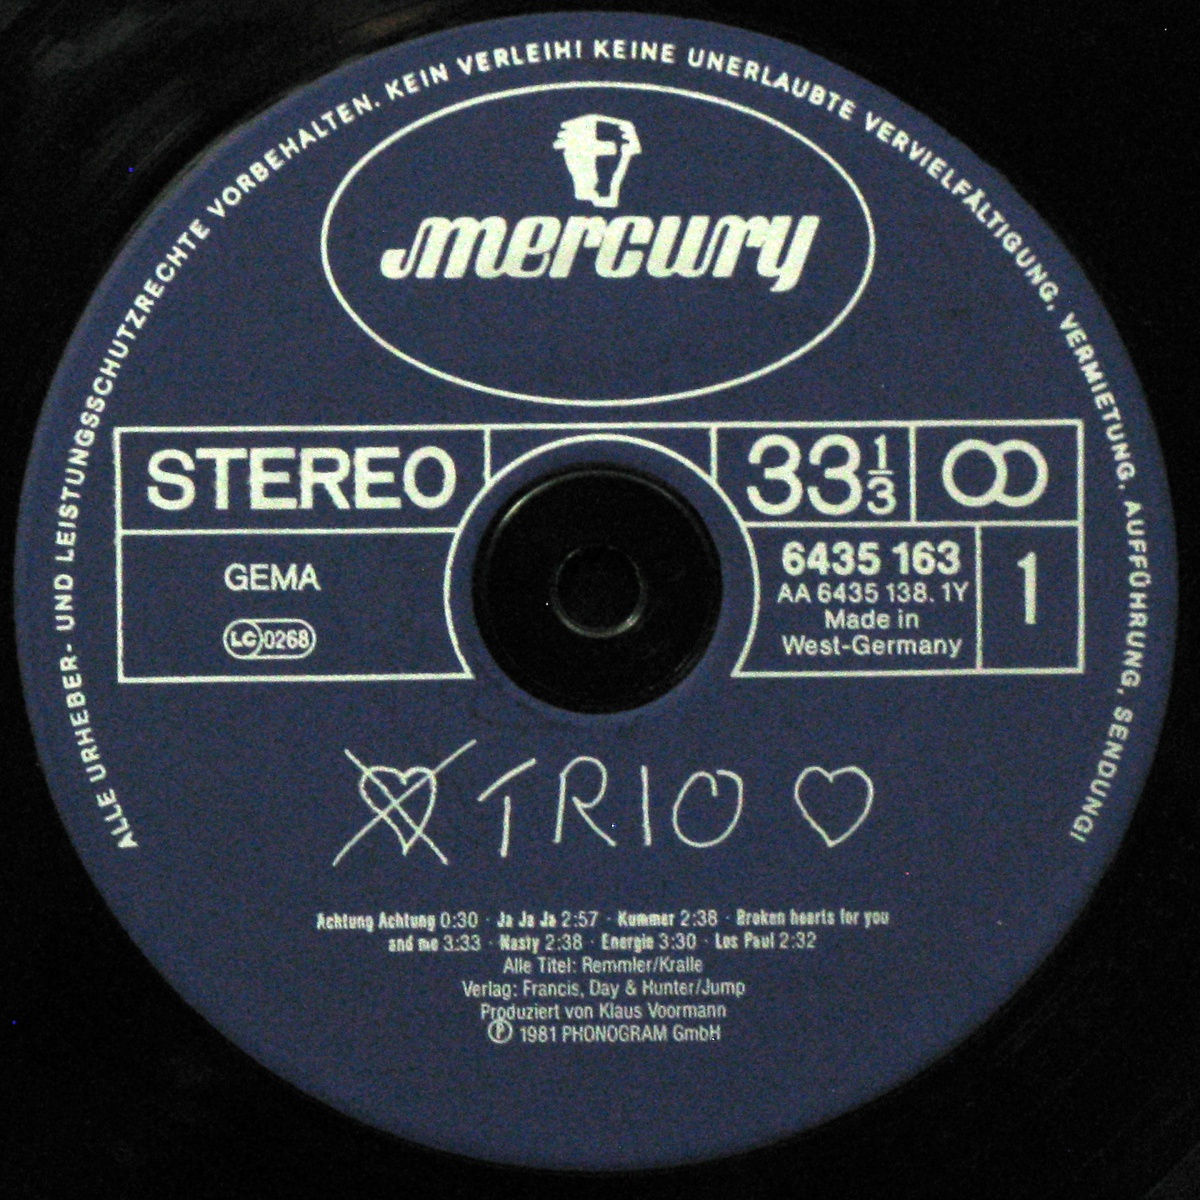 ALLE URHEBER- UND LEISTUNGSSCHUTZRECHTE VORBEHALTEN. KEIN VERLEIH! KEINE UNERLAUBTE VERVIELFÄLTIGUNG, VERMIETUNG, AUFFÜHRUNG, SENDUNG!
mercury
STEREO
33 1/3
GEMA
LC 0268
6435 163
AA 6435 138. 1Y
Made in
West-Germany
1
TRIO
Achtung Achtung 0:30 · Ja Ja Ja 2:57 · Kummer 2:38 · Broken hearts for you
and me 3:33 · Nasty 2:38 · Energie 3:30 · Los Paul 2:32
Alle Titel: Remmler/Kralle
Verlag: Francis, Day & Hunter/Jump
Produziert von Klaus Voormann
Ⓟ 1981 PHONOGRAM GmbH